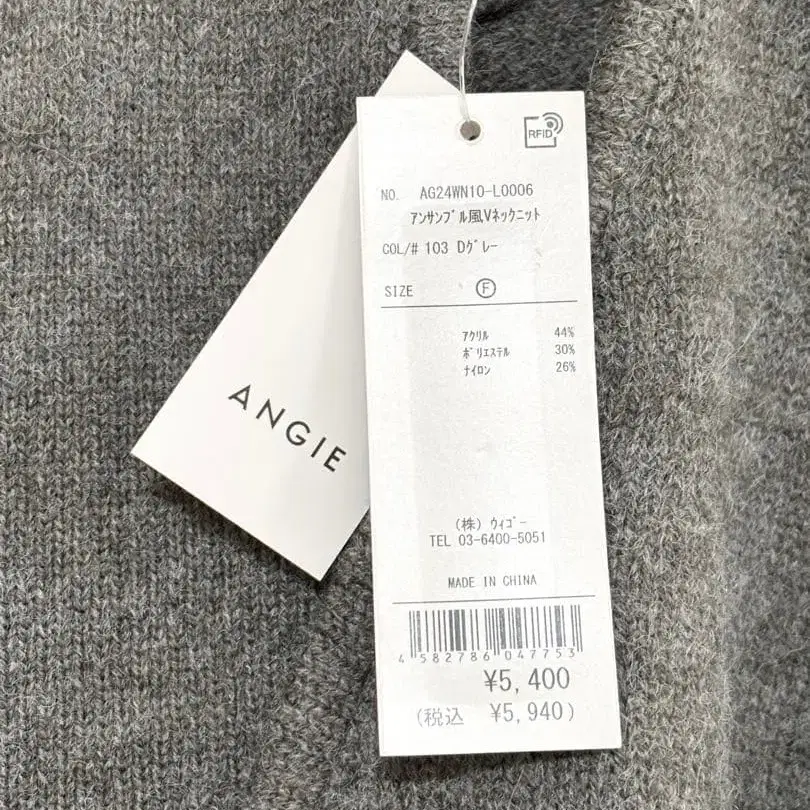 ANGIE
RFID
NO. AG24WN10-L0006
ｱﾝｻﾝﾌﾞﾙ風Vﾈｯｸﾆｯﾄ
COL/# 103 Dｸﾞﾚｰ
SIZE Ⓕ
ｱｸﾘﾙ 44%
ﾎﾟﾘｴｽﾃﾙ 30%
ﾅｲﾛﾝ 26%
(株) ｳｨｺﾞｰ
TEL 03-6400-5051
MADE IN CHINA
4 582786 047753
¥5,400
(税込 ¥5,940)